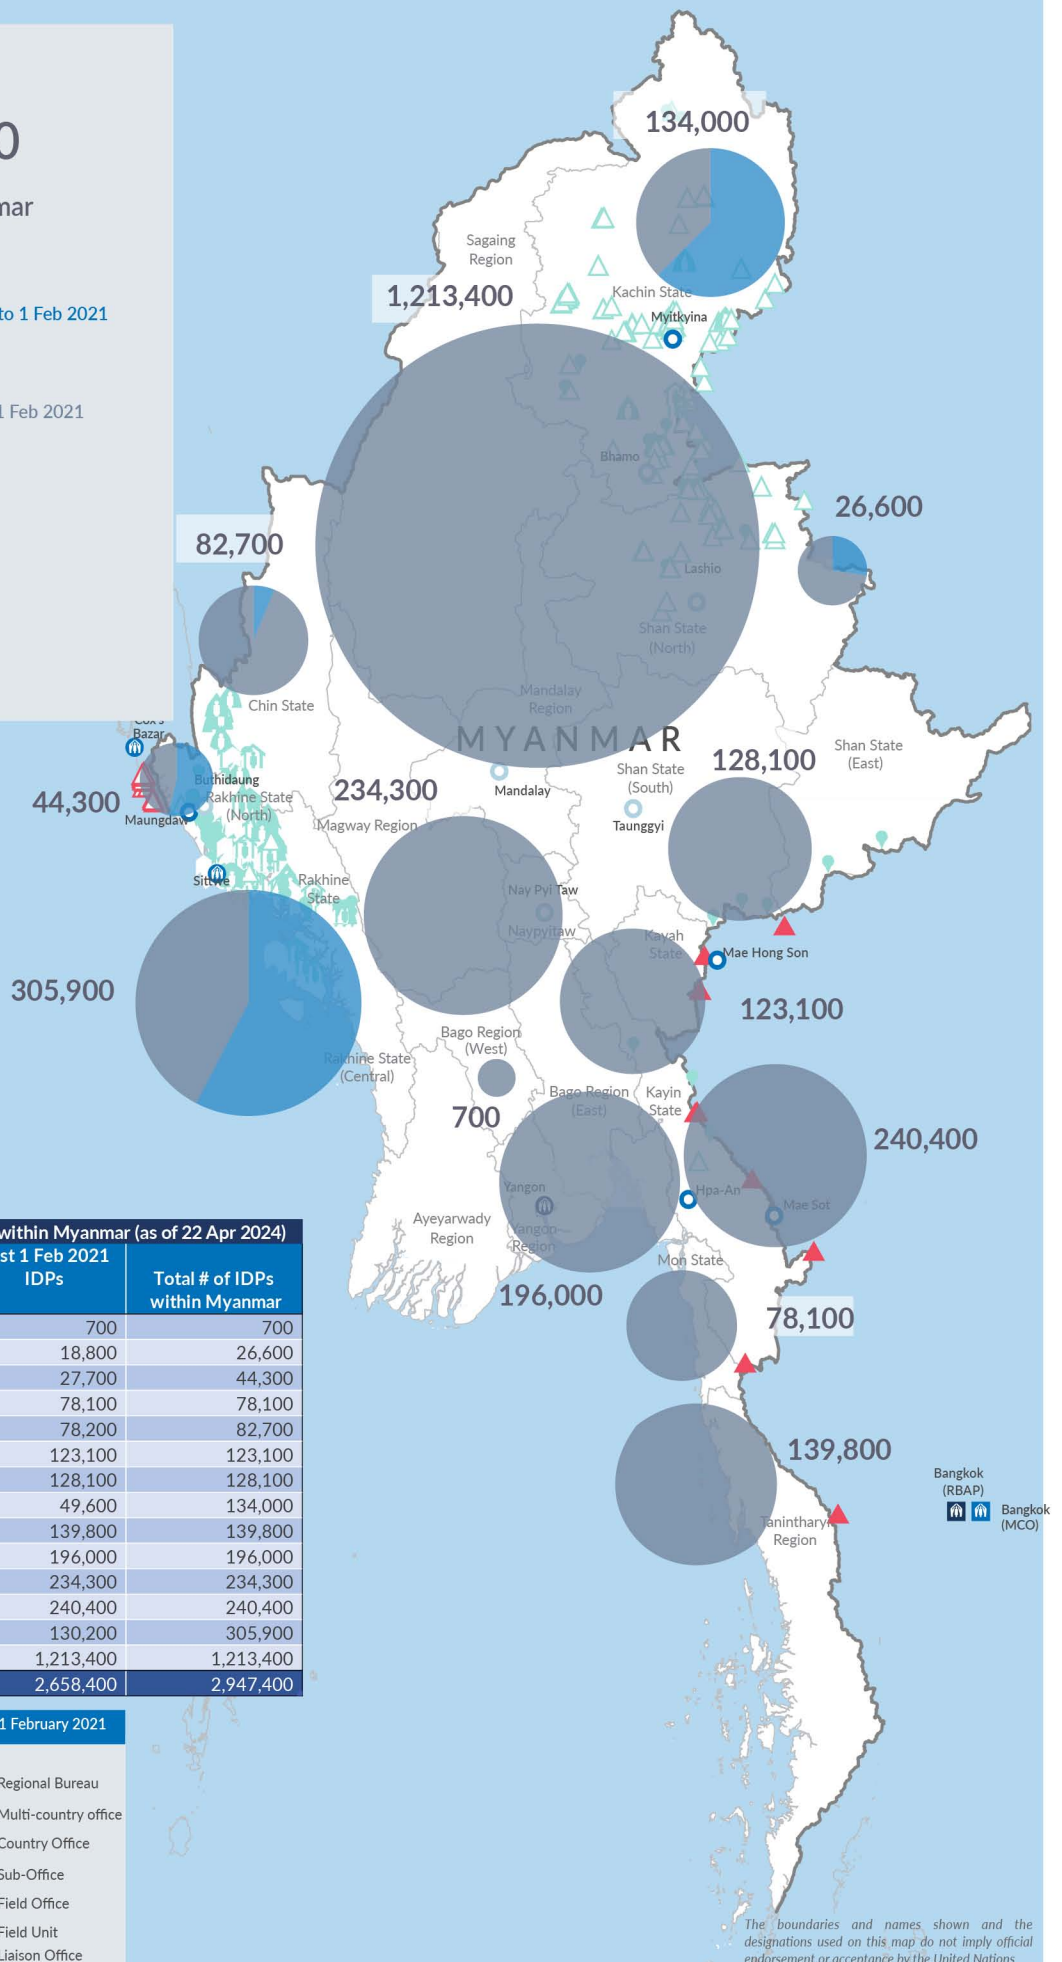 0
mar
to 1 Feb 2021
1 Feb 2021
134,000
Sagaing
Region
1,213,400
Kachin State
Myitkyina
Bhamo
26,600
82,700
Lashio
Shan State
(North)
Mandalay
Region
Chin State
Cox's
Bazar
MYANMAR
128,100
Shan State
(East)
Shan State
(South)
Buthidaung
Rakhine State
(North)
44,300
Maungdaw
234,300
Mandalay
Magway Region
Taunggyi
Sittwe
Rakhine
State
Nay Pyi Taw
Naypyitaw
Kayah
State
Mae Hong Son
305,900
123,100
Bago Region
(West)
Rakhine State
(Central)
Bago Region
(East)
Kayin
State
700
240,400
Yangon
Hpa-An
Mae Sot
Ayeyarwady
Region
Yangon
Region
Mon State
196,000
78,100
139,800
Tanintharyi
Region
Bangkok
(RBAP)
Bangkok
(MCO)
within Myanmar (as of 22 Apr 2024)
st 1 Feb 2021
IDPs
Total # of IDPs
within Myanmar
700 700
18,800 26,600
27,700 44,300
78,100 78,100
78,200 82,700
123,100 123,100
128,100 128,100
49,600 134,000
139,800 139,800
196,000 196,000
234,300 234,300
240,400 240,400
130,200 305,900
1,213,400 1,213,400
2,658,400 2,947,400
1 February 2021
Regional Bureau
Multi-country office
Country Office
Sub-Office
Field Office
Field Unit
Liaison Office
The boundaries and names shown and the
designations used on this map do not imply official
endorsement or acceptance by the United Nations